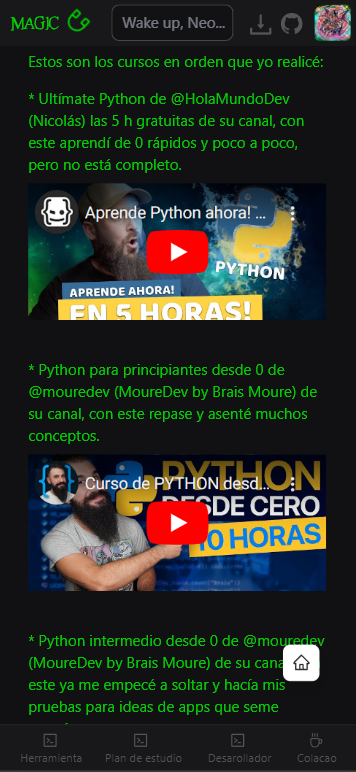 MAGIC
Wake up, Neo...
Estos son los cursos en orden que yo realicé:
* Ultímate Python de @HolaMundoDev
(Nicolás) las 5 h gratuitas de su canal, con
este aprendí de 0 rápidos y poco a poco,
pero no está completo.
Aprende Python ahora! ...
PYTHON
APRENDE AHORA!
EN 5 HORAS!
* Python para principiantes desde 0 de
@mouredev (MoureDev by Brais Moure) de
su canal, con este repase y asenté muchos
conceptos.
Curso de PYTHON desd...
PYTHON
DESDE CERO
10 HORAS
* Python intermedio desde 0 de @mouredev
(MoureDev by Brais Moure) de su cana
este ya me empecé a soltar y hacía mis
pruebas para ideas de apps que seme
Herramienta
Plan de estudio
Desarollador
Colacao